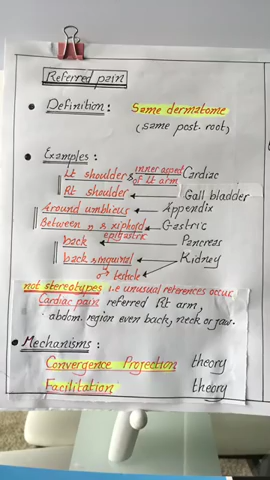 Referred pain
• Definition: Same dermatome
(same post. root)
• Examples:
Lt shoulder & inner aspect of Lt arm ← Cardiac
Rt shoulder ← Gall bladder
Around umblicus ← Appendix
Between n & xiphoid ← Gastric
epigastric
back ← Pancreas
back & inguinal ← Kidney
& testicle
not stereotypes i.e unusual references occur
Cardiac pain referred Rt arm,
abdom. region even back, neck or jaw.
• Mechanisms:
Convergence Projection theory
Facilitation theory